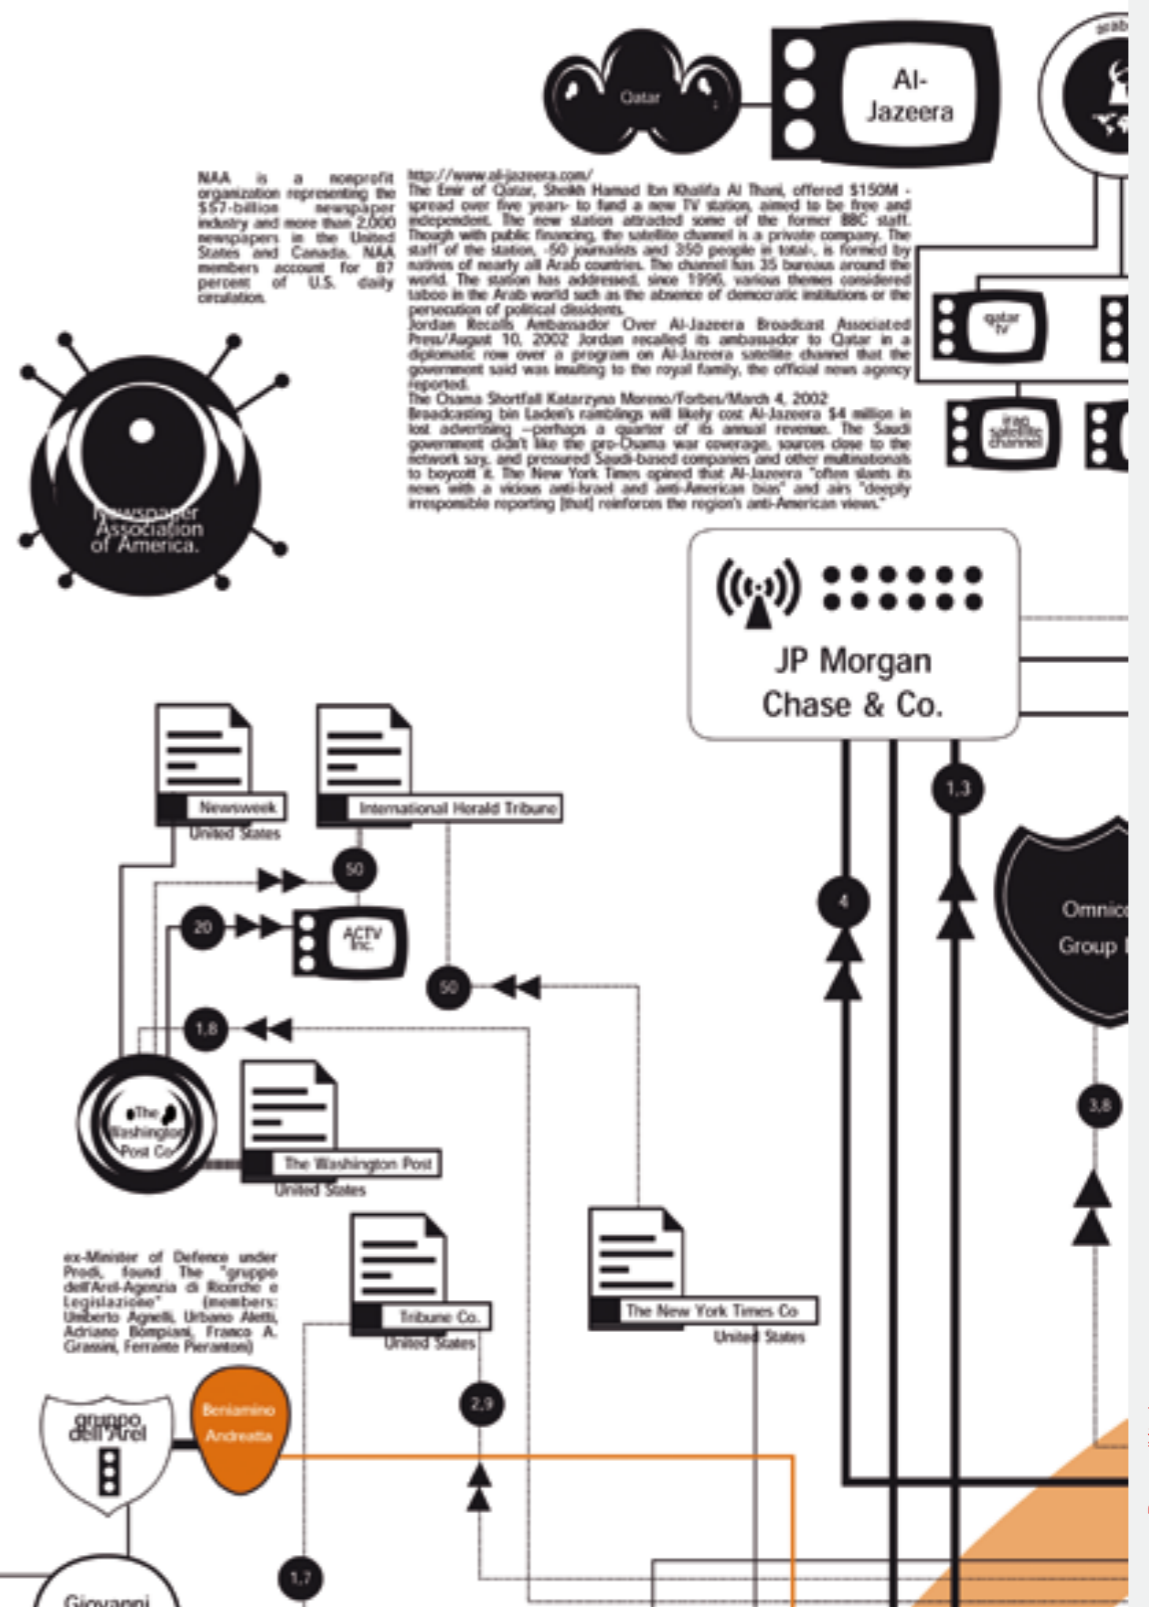 Qatar
Al-
Jazeera
arab
NAA is a nonprofit
organization representing the
$57-billion newspaper
industry and more than 2,000
newspapers in the United
States and Canada. NAA
members account for 87
percent of U.S. daily
circulation.
http://www.al-jazeera.com/
The Emir of Qatar, Sheikh Hamad Ibn Khalifa Al Thani, offered $150M -
spread over five years- to fund a new TV station, aimed to be free and
independent. The new station attracted some of the former BBC staff.
Though with public financing, the satellite channel is a private company. The
staff of the station, -50 journalists and 350 people in total-, is formed by
natives of nearly all Arab countries. The channel has 35 bureaus around the
world. The station has addressed, since 1996, various themes considered
taboo in the Arab world such as the absence of democratic institutions or the
persecution of political dissidents.
Jordan Recalls Ambassador Over Al-Jazeera Broadcast Associated
Press/August 10, 2002 Jordan recalled its ambassador to Qatar in a
diplomatic row over a program on Al-Jazeera satellite channel that the
government said was insulting to the royal family, the official news agency
reported.
The Osama Shortfall Katarzyna Moreno/Forbes/March 4, 2002
Broadcasting bin Laden's ramblings will likely cost Al-Jazeera $4 million in
lost advertising —perhaps a quarter of its annual revenue. The Saudi
government didn't like the pro-Osama war coverage, sources close to the
network say, and pressured Saudi-based companies and other multinationals
to boycott it. The New York Times opined that Al-Jazeera "often slants its
news with a vicious anti-Israel and anti-American bias" and airs "deeply
irresponsible reporting [that] reinforces the region's anti-American views."
qatar
tv
iraq
satellite
channel
Newspaper
Association
of America.
JP Morgan
Chase & Co.
1,3
Newsweek
United States
International Herald Tribune
50
4
Omnico
Group I
20
ACTV
Inc.
50
1,8
3,8
The
Washington
Post Co
The Washington Post
United States
ex-Minister of Defence under
Prodi, found The "gruppo
dell'Arel-Agenzia di Ricerche e
Legislazione" (members:
Umberto Agnelli, Urbano Aletti,
Adriano Bompiani, Franco A.
Grassini, Ferrante Pierantoni)
Tribune Co.
United States
The New York Times Co
United States
2,9
gruppo
dell'Arel
Beniamino
Andreatta
1,7
Giovanni